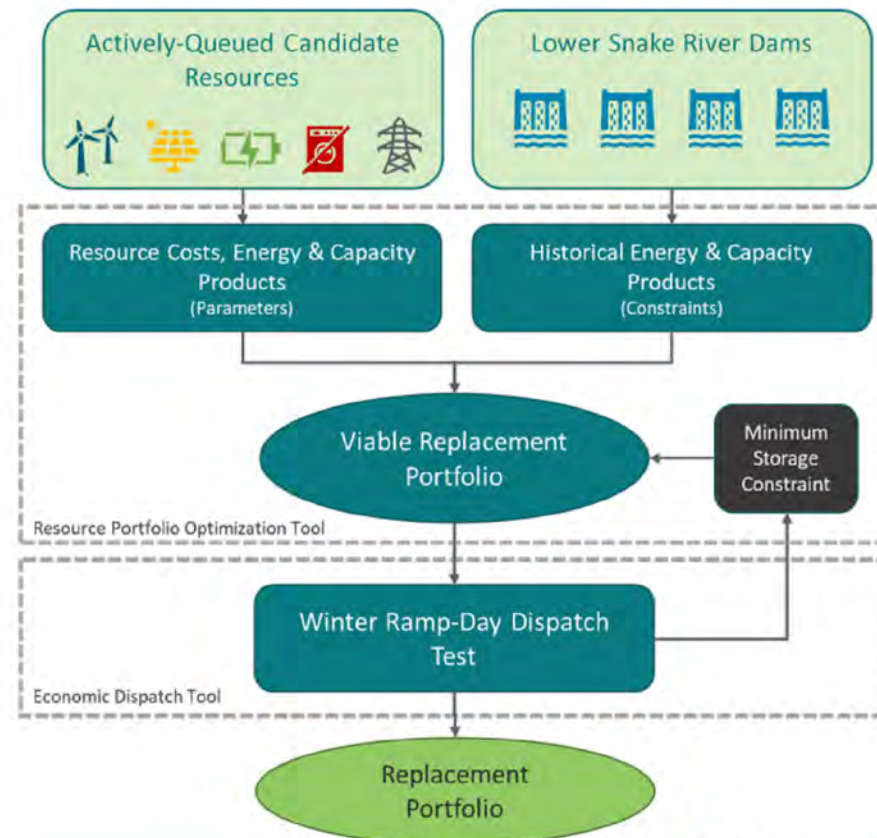 Actively-Queued Candidate
Resources
Lower Snake River Dams
Resource Costs, Energy & Capacity
Products
(Parameters)
Historical Energy & Capacity
Products
(Constraints)
Viable Replacement
Portfolio
Minimum
Storage
Constraint
Resource Portfolio Optimization Tool
Winter Ramp-Day Dispatch
Test
Economic Dispatch Tool
Replacement
Portfolio